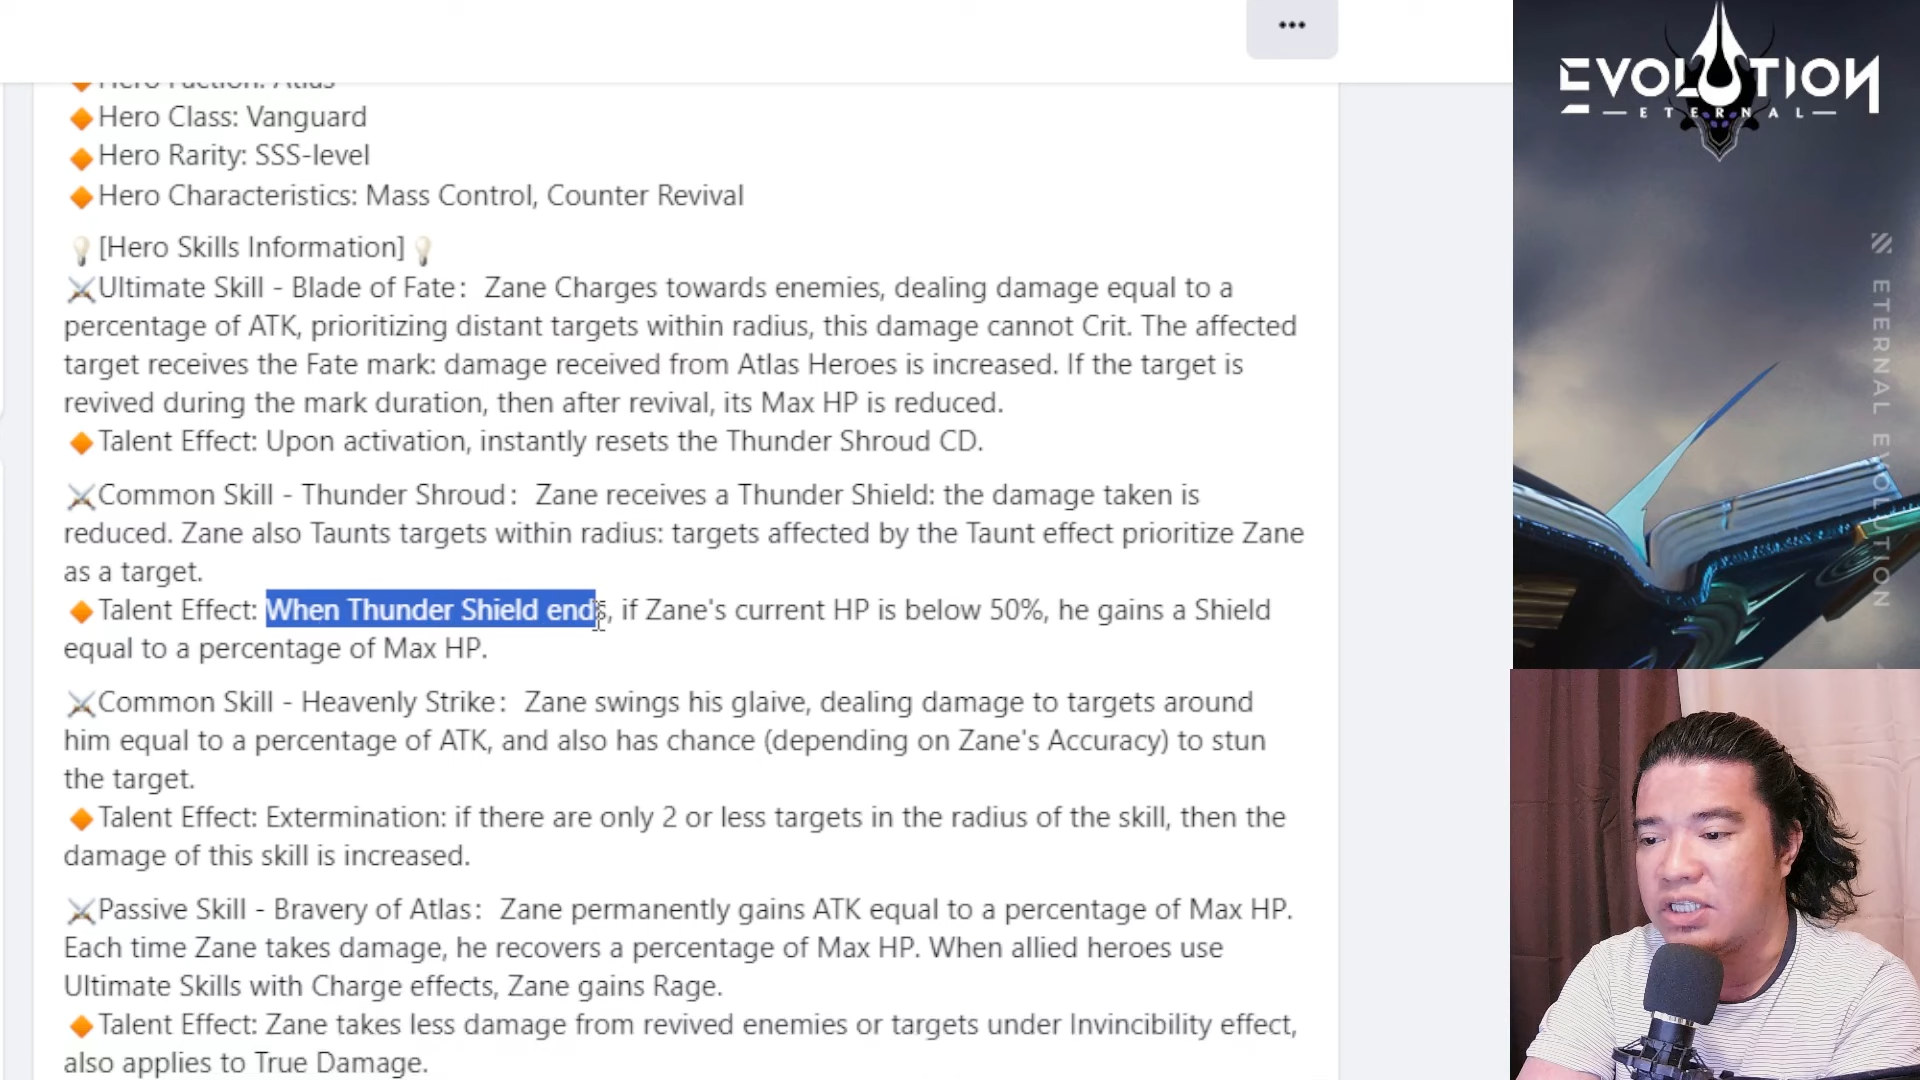 •••
Hero Faction: Atlas
Hero Class: Vanguard
Hero Rarity: SSS-level
Hero Characteristics: Mass Control, Counter Revival
[Hero Skills Information]
Ultimate Skill - Blade of Fate: Zane Charges towards enemies, dealing damage equal to a
percentage of ATK, prioritizing distant targets within radius, this damage cannot Crit. The affected
target receives the Fate mark: damage received from Atlas Heroes is increased. If the target is
revived during the mark duration, then after revival, its Max HP is reduced.
Talent Effect: Upon activation, instantly resets the Thunder Shroud CD.
Common Skill - Thunder Shroud: Zane receives a Thunder Shield: the damage taken is
reduced. Zane also Taunts targets within radius: targets affected by the Taunt effect prioritize Zane
as a target.
Talent Effect: When Thunder Shield ends, if Zane's current HP is below 50%, he gains a Shield
equal to a percentage of Max HP.
Common Skill - Heavenly Strike: Zane swings his glaive, dealing damage to targets around
him equal to a percentage of ATK, and also has chance (depending on Zane's Accuracy) to stun
the target.
Talent Effect: Extermination: if there are only 2 or less targets in the radius of the skill, then the
damage of this skill is increased.
Passive Skill - Bravery of Atlas: Zane permanently gains ATK equal to a percentage of Max HP.
Each time Zane takes damage, he recovers a percentage of Max HP. When allied heroes use
Ultimate Skills with Charge effects, Zane gains Rage.
Talent Effect: Zane takes less damage from revived enemies or targets under Invincibility effect,
also applies to True Damage.
EVOLUTION
ETERNAL
ETERNAL EVOLUTION